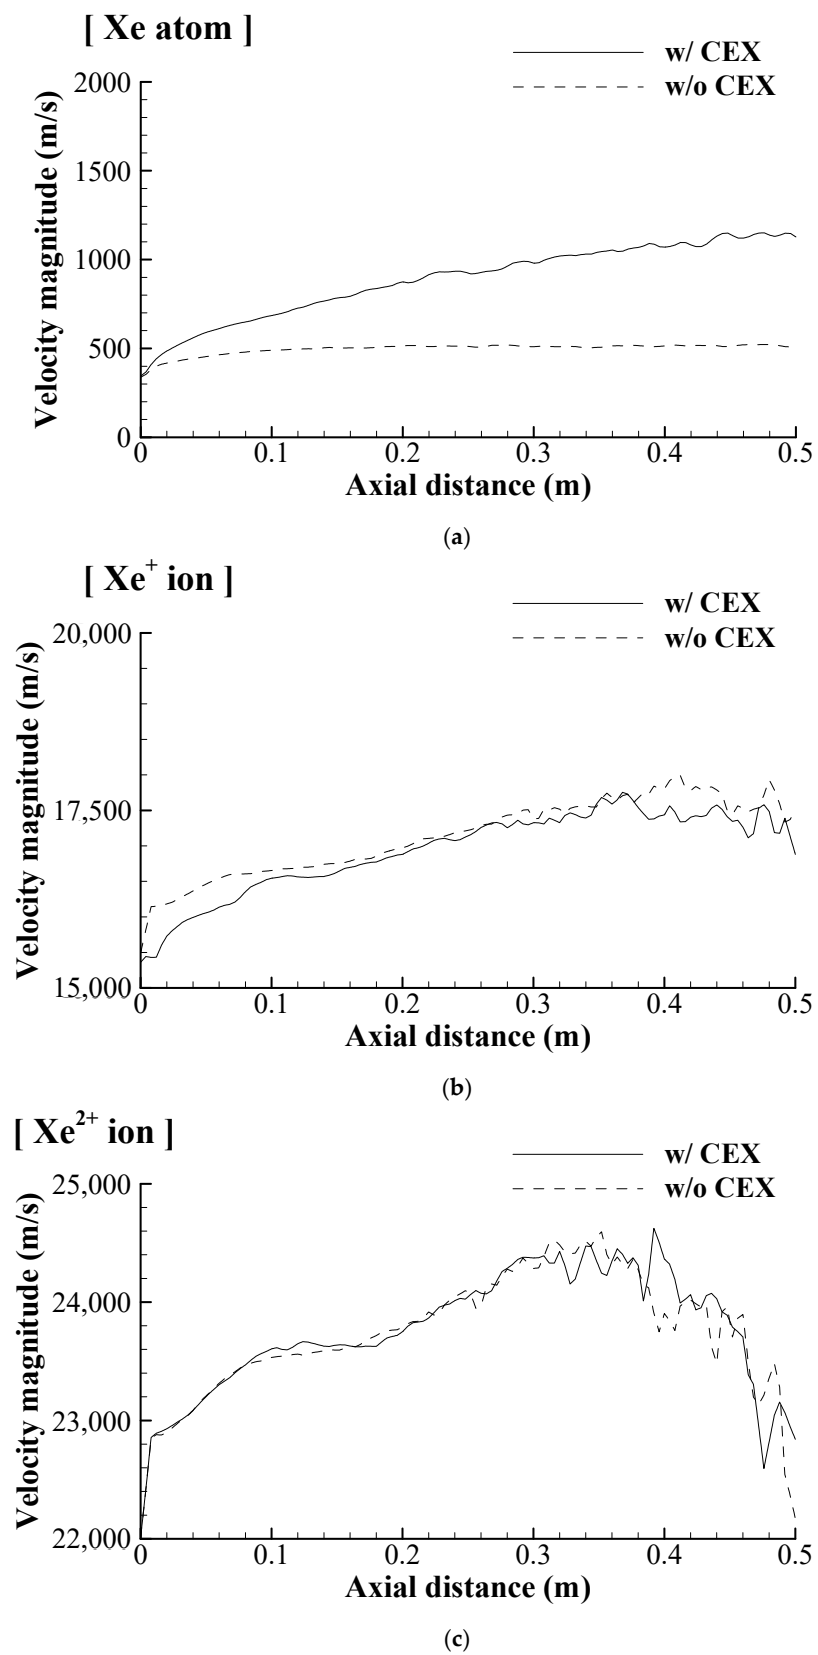 [ Xe atom ]
w/ CEX
w/o CEX
Velocity magnitude (m/s)
2000
1500
1000
500
0
0 0.1 0.2 0.3 0.4 0.5
Axial distance (m)
(a)
[ Xe⁺ ion ]
w/ CEX
w/o CEX
Velocity magnitude (m/s)
20,000
17,500
15,000
0 0.1 0.2 0.3 0.4 0.5
Axial distance (m)
(b)
[ Xe²⁺ ion ]
w/ CEX
w/o CEX
Velocity magnitude (m/s)
25,000
24,000
23,000
22,000
0 0.1 0.2 0.3 0.4 0.5
Axial distance (m)
(c)